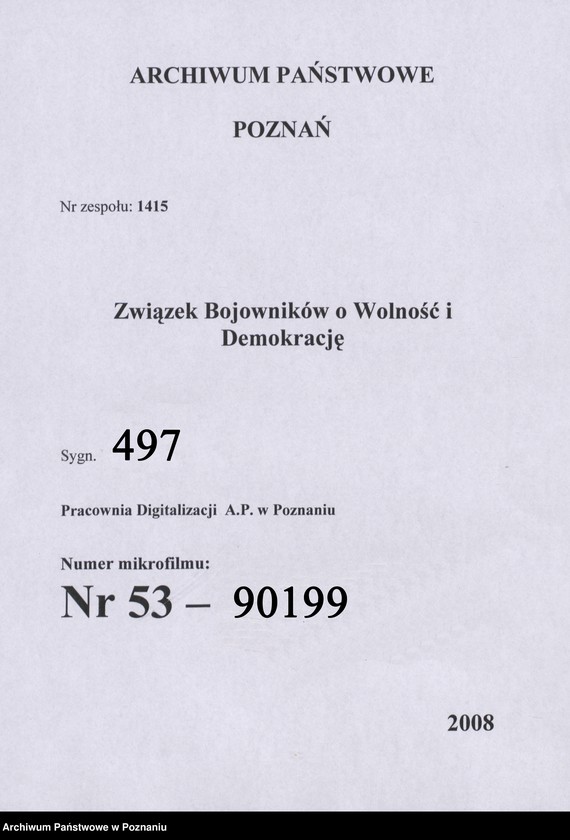 ARCHIWUM PAŃSTWOWE
POZNAŃ
Nr zespołu: 1415
Związek Bojowników o Wolność i
Demokrację
Sygn. 497
Pracownia Digitalizacji A.P. w Poznaniu
Numer mikrofilmu:
Nr 53 – 90199
2008
Archiwum Państwowe w Poznaniu